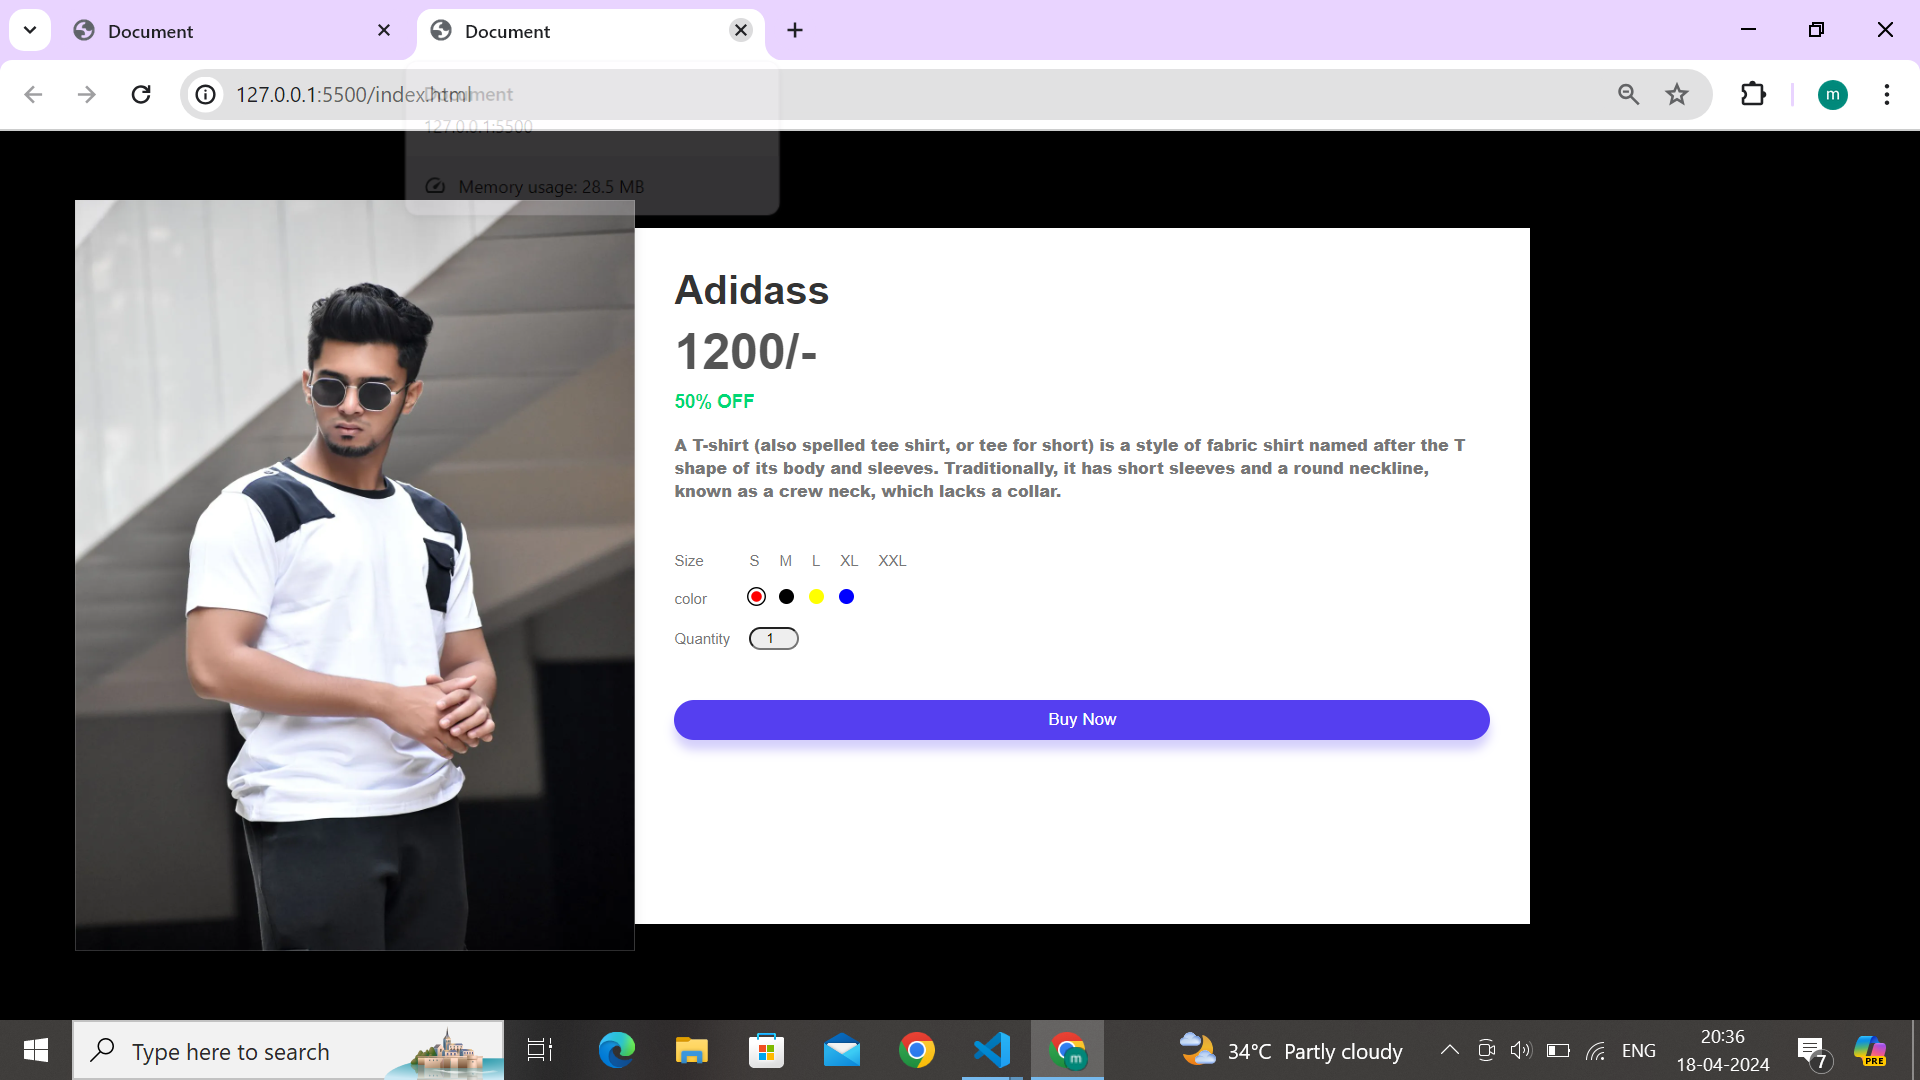 Document
Document
127.0.0.1:5500/index.html
Document
127.0.0.1:5500
Memory usage: 28.5 MB
m
Adidass
1200/-
50% OFF
A T-shirt (also spelled tee shirt, or tee for short) is a style of fabric shirt named after the T
shape of its body and sleeves. Traditionally, it has short sleeves and a round neckline,
known as a crew neck, which lacks a collar.
Size S M L XL XXL
color
Quantity 1
Buy Now
Type here to search
m
34°C Partly cloudy
ENG
20:36
18-04-2024
7
PRE